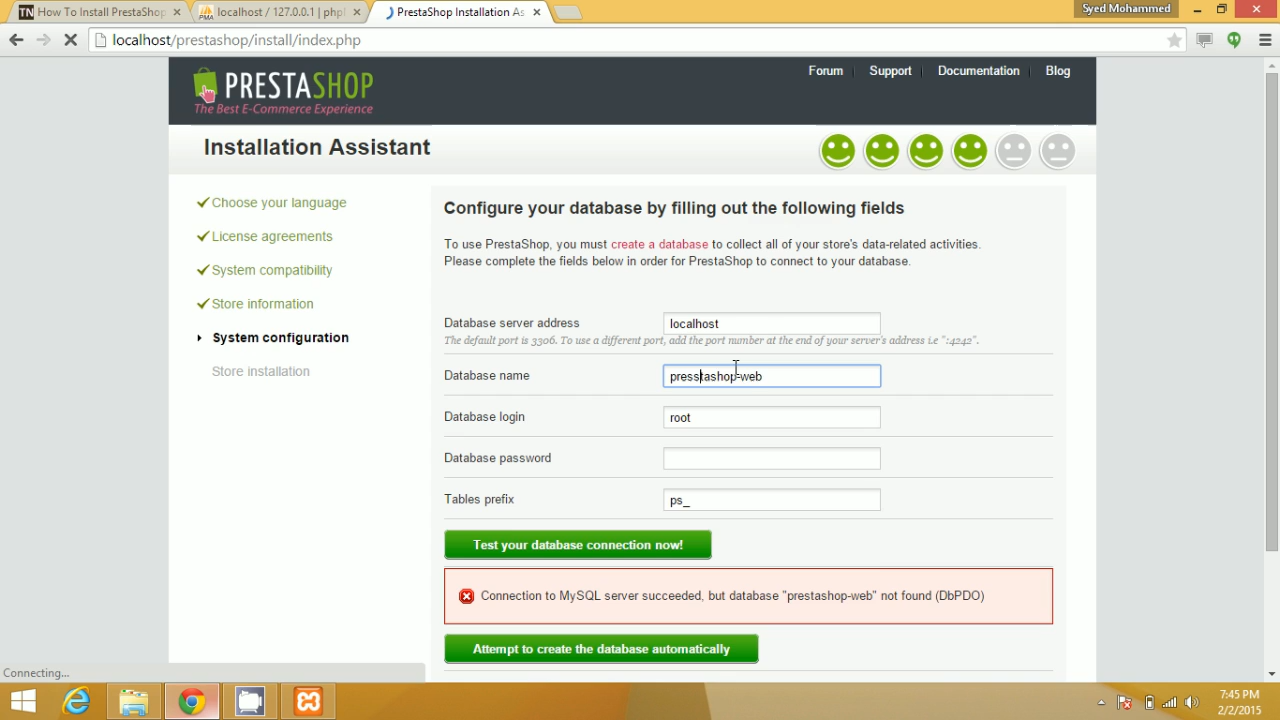 How To Install PrestaShop
localhost / 127.0.0.1 | phpl
PrestaShop Installation As
Syed Mohammed
localhost/prestashop/install/index.php
PRESTASHOP
The Best E-Commerce Experience
Forum
Support
Documentation
Blog
Installation Assistant
Choose your language
License agreements
System compatibility
Store information
System configuration
Store installation
Configure your database by filling out the following fields
To use PrestaShop, you must create a database to collect all of your store's data-related activities.
Please complete the fields below in order for PrestaShop to connect to your database.
Database server address
localhost
The default port is 3306. To use a different port, add the port number at the end of your server's address i.e ":4242".
Database name
presstashop-web
Database login
root
Database password
Tables prefix
ps_
Test your database connection now!
Connection to MySQL server succeeded, but database "prestashop-web" not found (DbPDO)
Attempt to create the database automatically
Connecting...
7:45 PM
2/2/2015